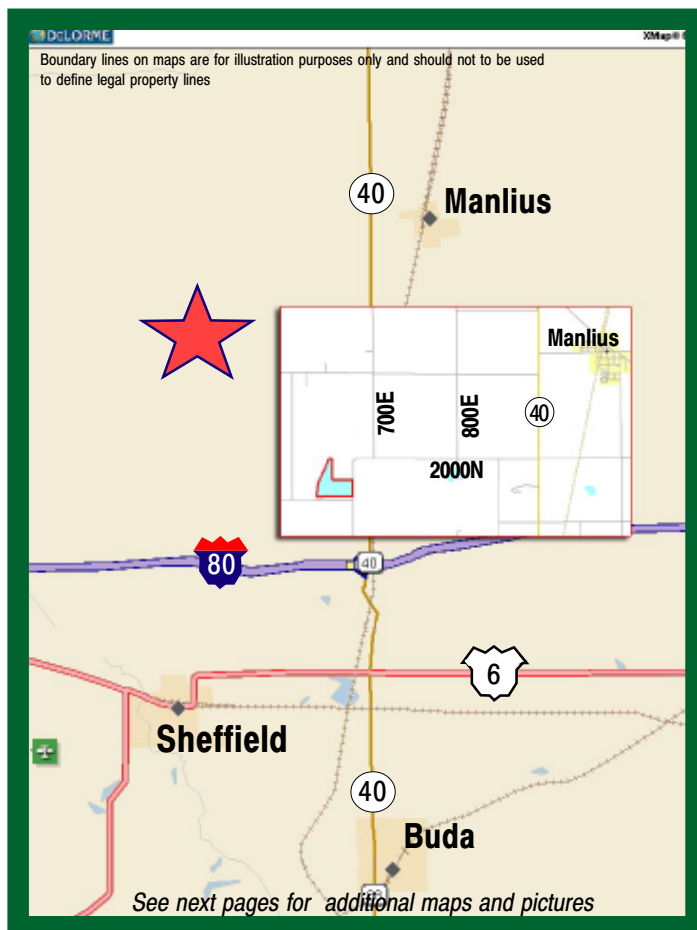 DeLORME
Boundary lines on maps are for illustration purposes only and should not to be used
to define legal property lines
40
Manlius
Manlius
700E
800E
40
2000N
80
40
6
Sheffield
40
Buda
See next pages for additional maps and pictures